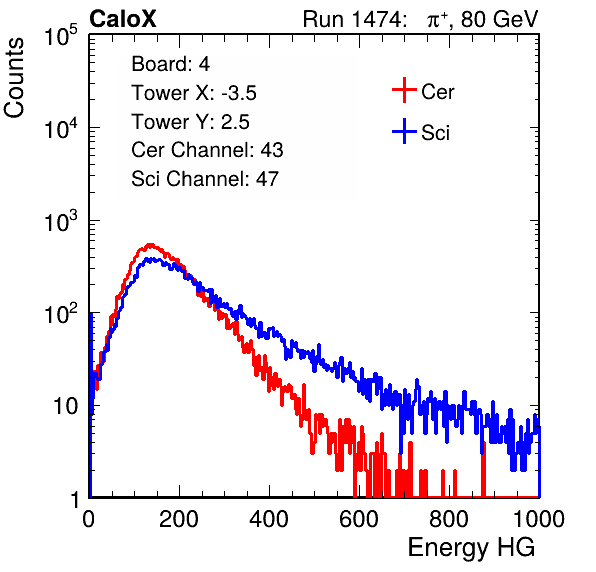 CaloX Run 1474: π⁺, 80 GeV
Counts
Board: 4
Tower X: -3.5
Tower Y: 2.5
Cer Channel: 43
Sci Channel: 47
Cer
Sci
10⁵
10⁴
10³
10²
10
1
0 200 400 600 800 1000
Energy HG